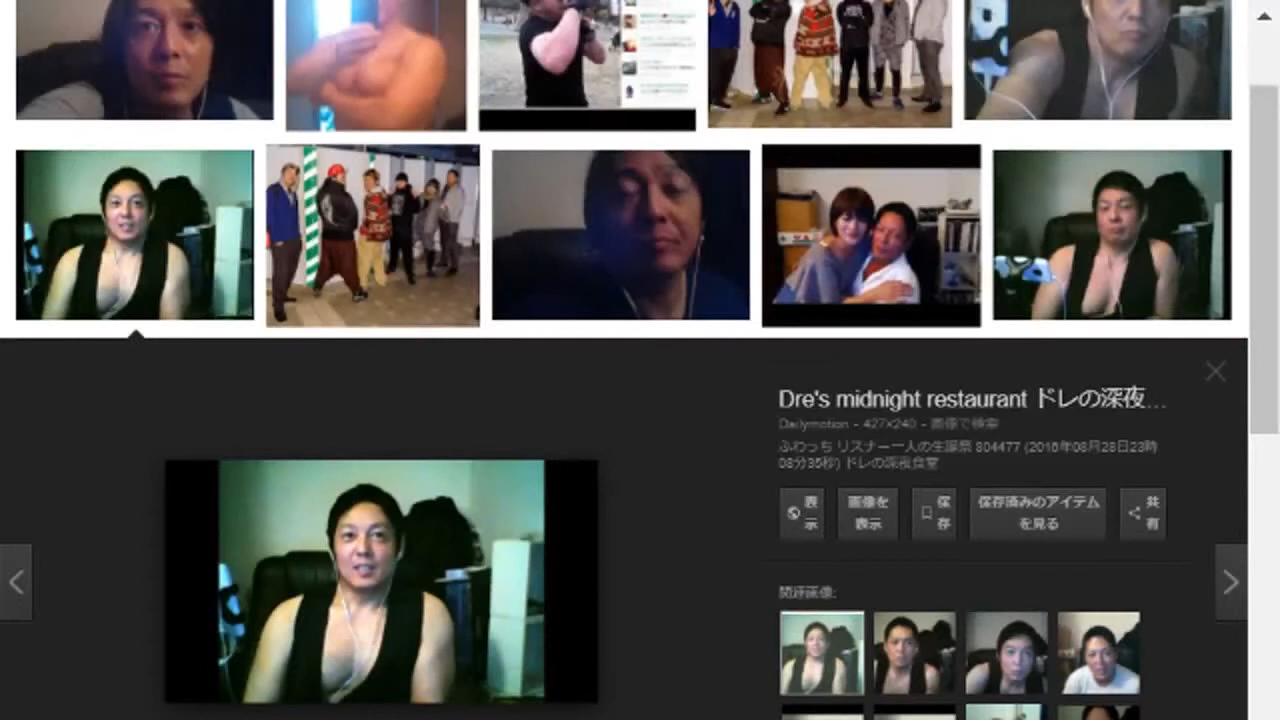 Dre's midnight restaurant ドレの深夜…
Dailymotion - 427×240 - 画像で検索
ふわっち リスナー一人の生誕祭 804477 (2016年08月28日23時
08分35秒) ドレの深夜食堂
表
示
画像を
表示
保
存
保存済みのアイテム
を見る
共
有
関連画像: